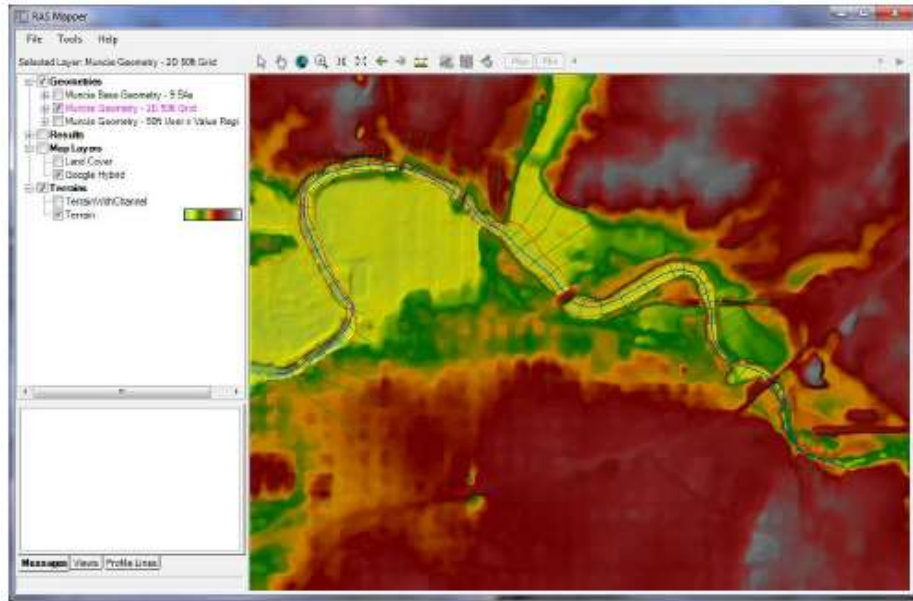 RAS Mapper
File Tools Help
Selected Layer: Muncie Geometry - 2D 50ft Grid
Geometries
Muncie Base Geometry - 9 SAs
Muncie Geometry - 2D 50ft Grid
Muncie Geometry - 50ft User n Value Regi
Results
Map Layers
Land Cover
Google Hybrid
Terrains
TerrainWithChannel
Terrain
Messages Views Profile Lines